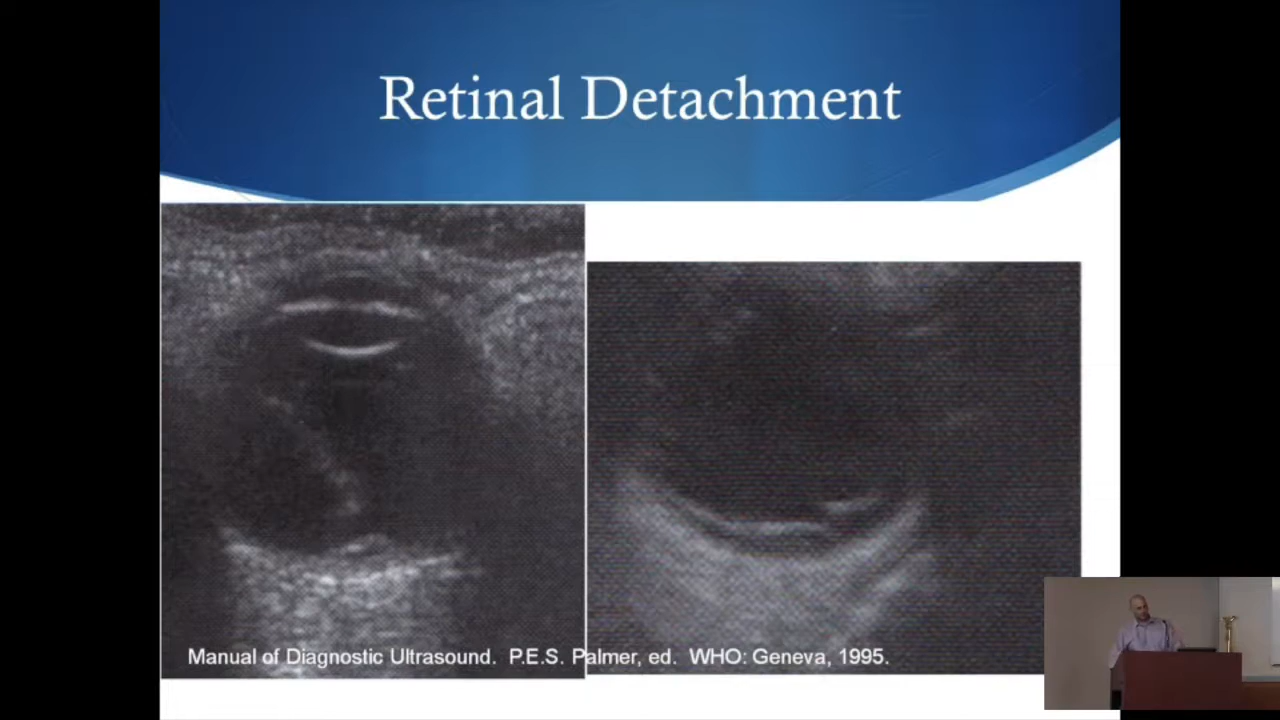 Retinal Detachment
Manual of Diagnostic Ultrasound. P.E.S. Palmer, ed. WHO: Geneva, 1995.